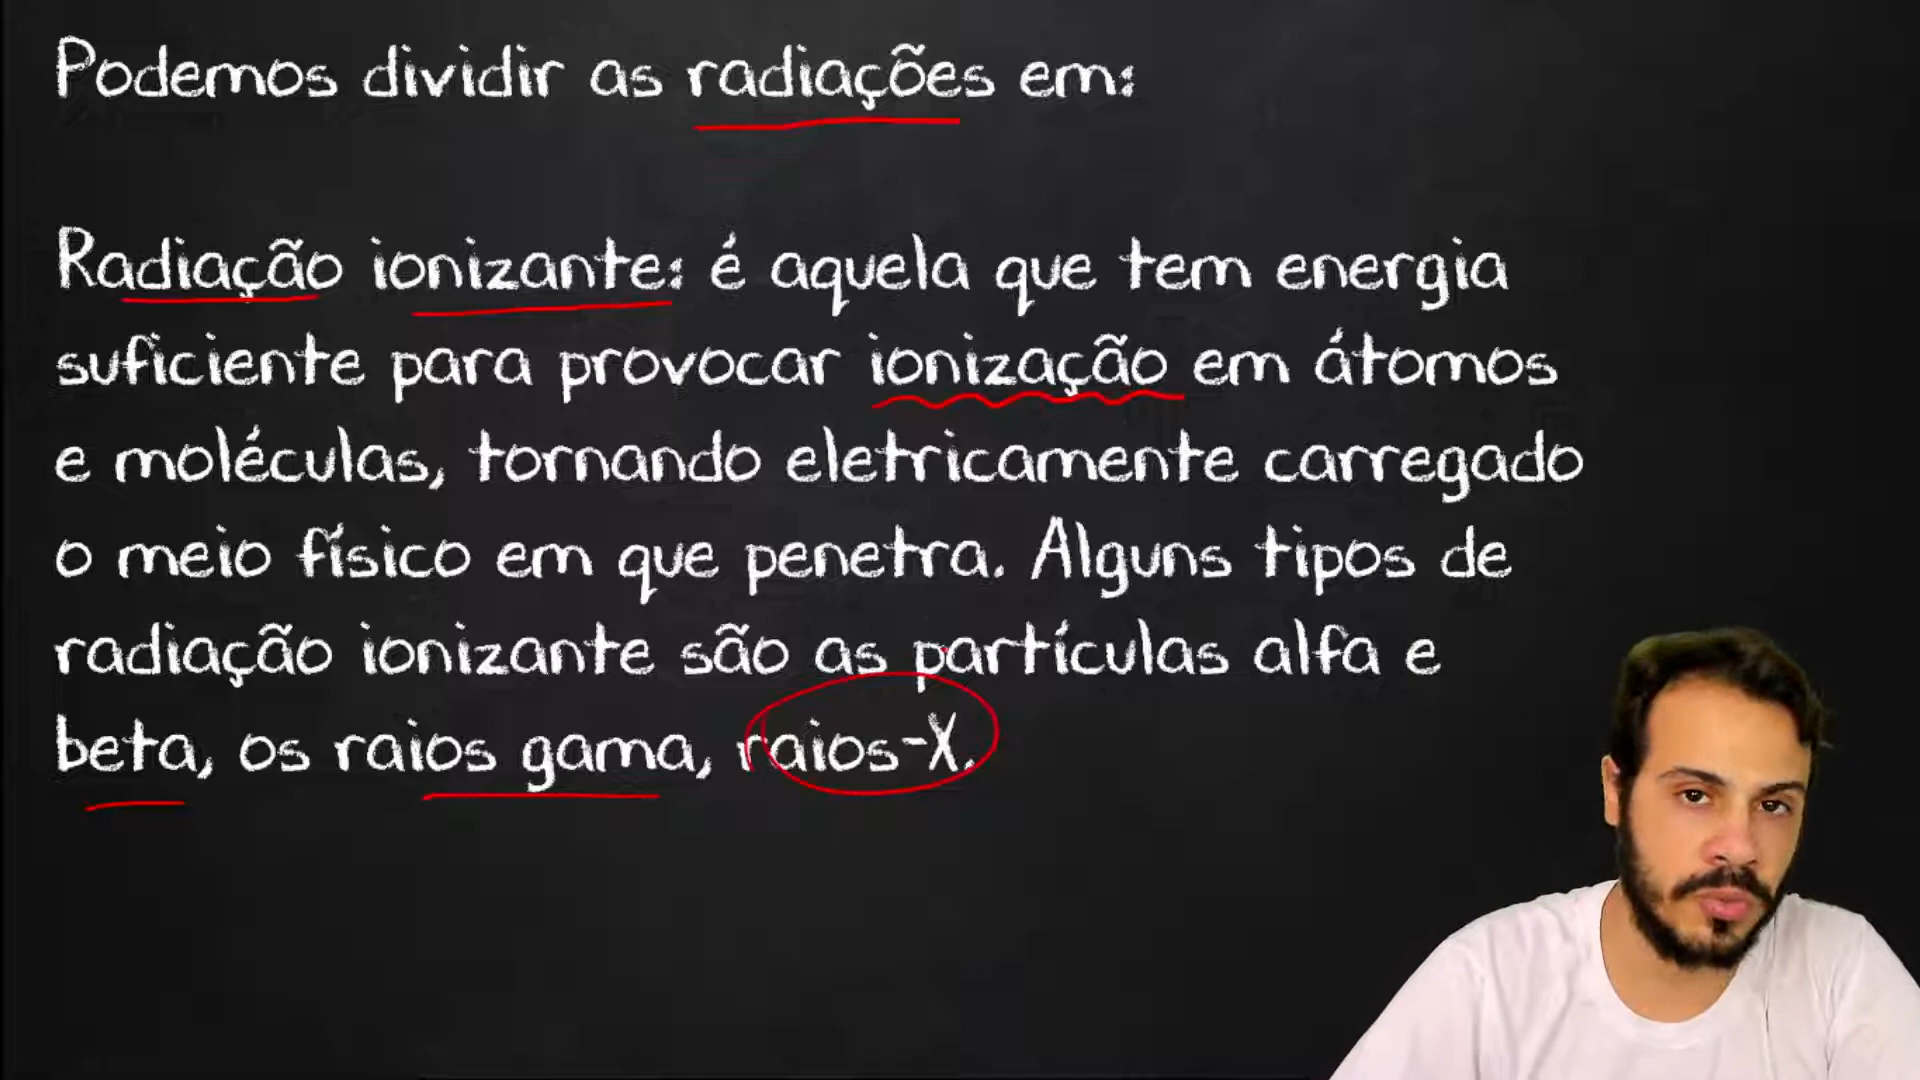 Podemos dividir as radiações em:
Radiação ionizante: é aquela que tem energia
suficiente para provocar ionização em átomos
e moléculas, tornando eletricamente carregado
o meio físico em que penetra. Alguns tipos de
radiação ionizante são as partículas alfa e
beta, os raios gama, raios-X.